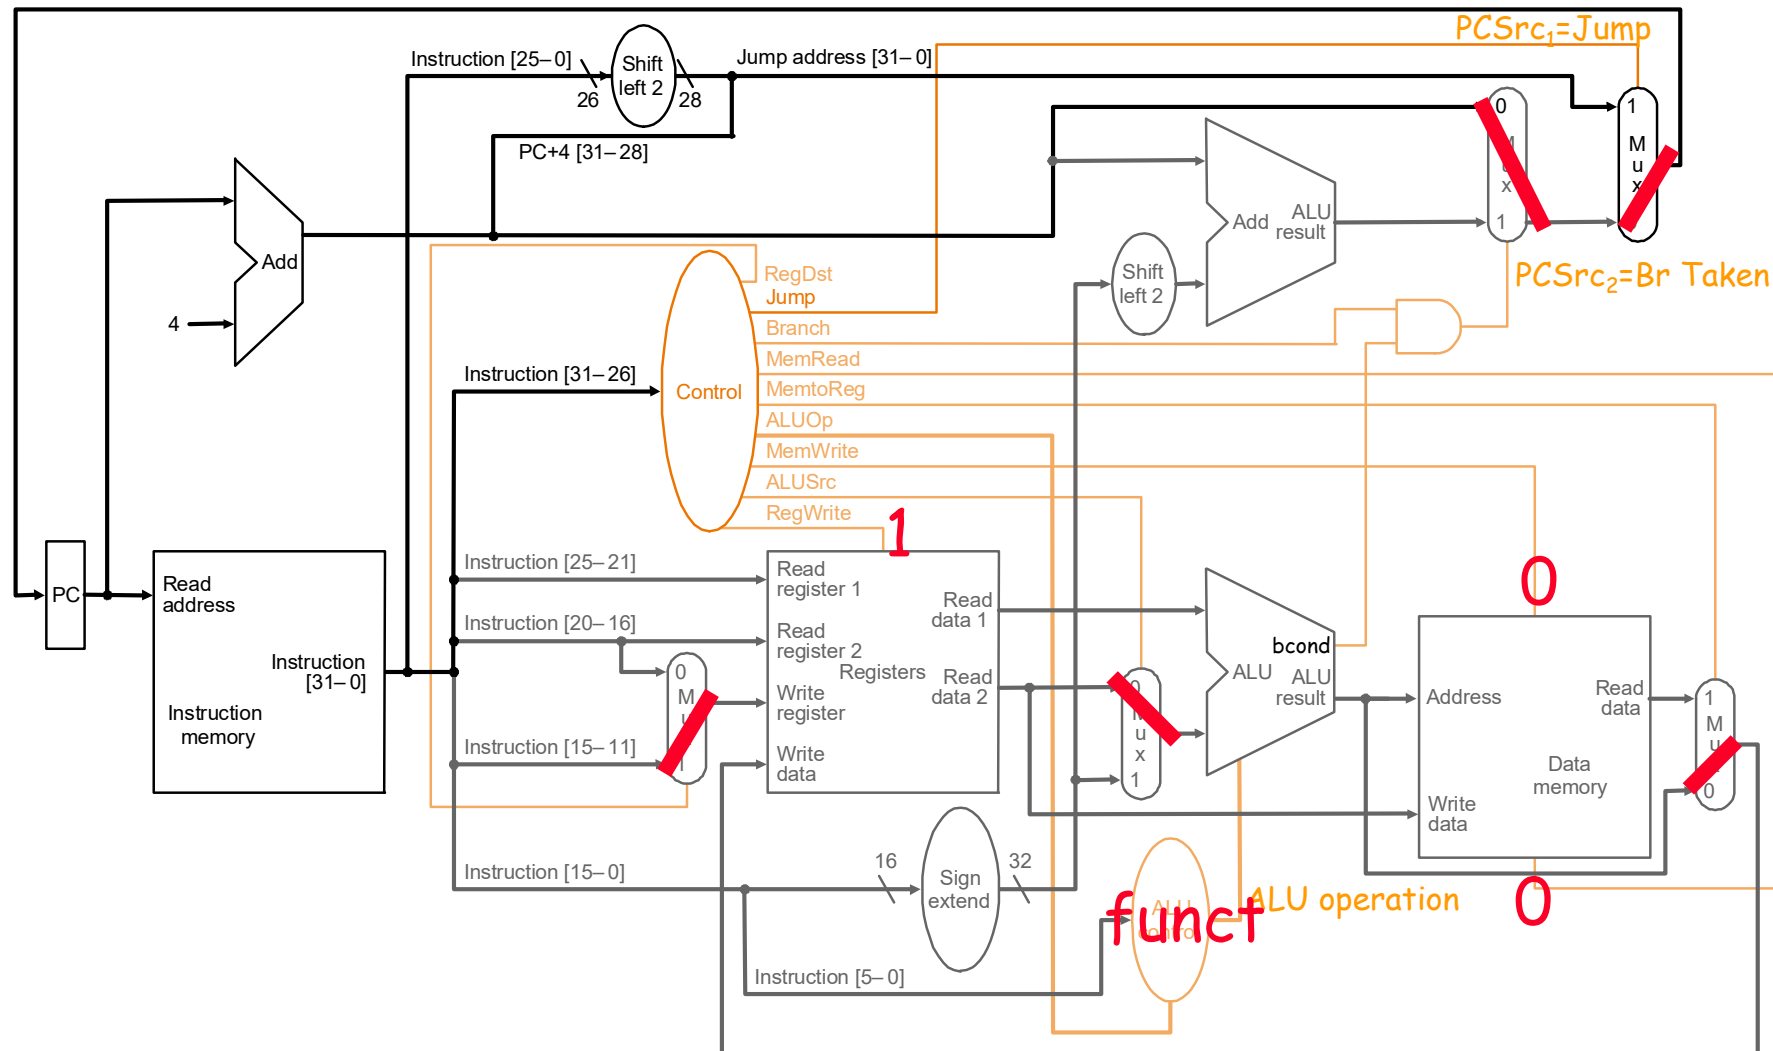 PCSrc₁=Jump
Instruction [25–0]
Shift
left 2
Jump address [31–0]
26
28
PC+4 [31–28]
0
u
x
1
1
M
u
x
Add
ALU
result
Add
4
Shift
left 2
PCSrc₂=Br Taken
RegDst
Jump
Branch
MemRead
MemtoReg
ALUOp
MemWrite
ALUSrc
RegWrite
Control
Instruction [31–26]
1
0
PC
Read
address
Instruction
[31–0]
Instruction
memory
Instruction [25–21]
Instruction [20–16]
Instruction [15–11]
0
M
Read
register 1
Read
register 2
Write
register
Write
data
Registers
Read
data 1
Read
data 2
u
x
1
bcond
ALU
ALU
result
Address
Write
data
Read
data
Data
memory
1
M
0
Instruction [15–0]
16
Sign
extend
32
Instruction [5–0]
funct
ALU operation
0